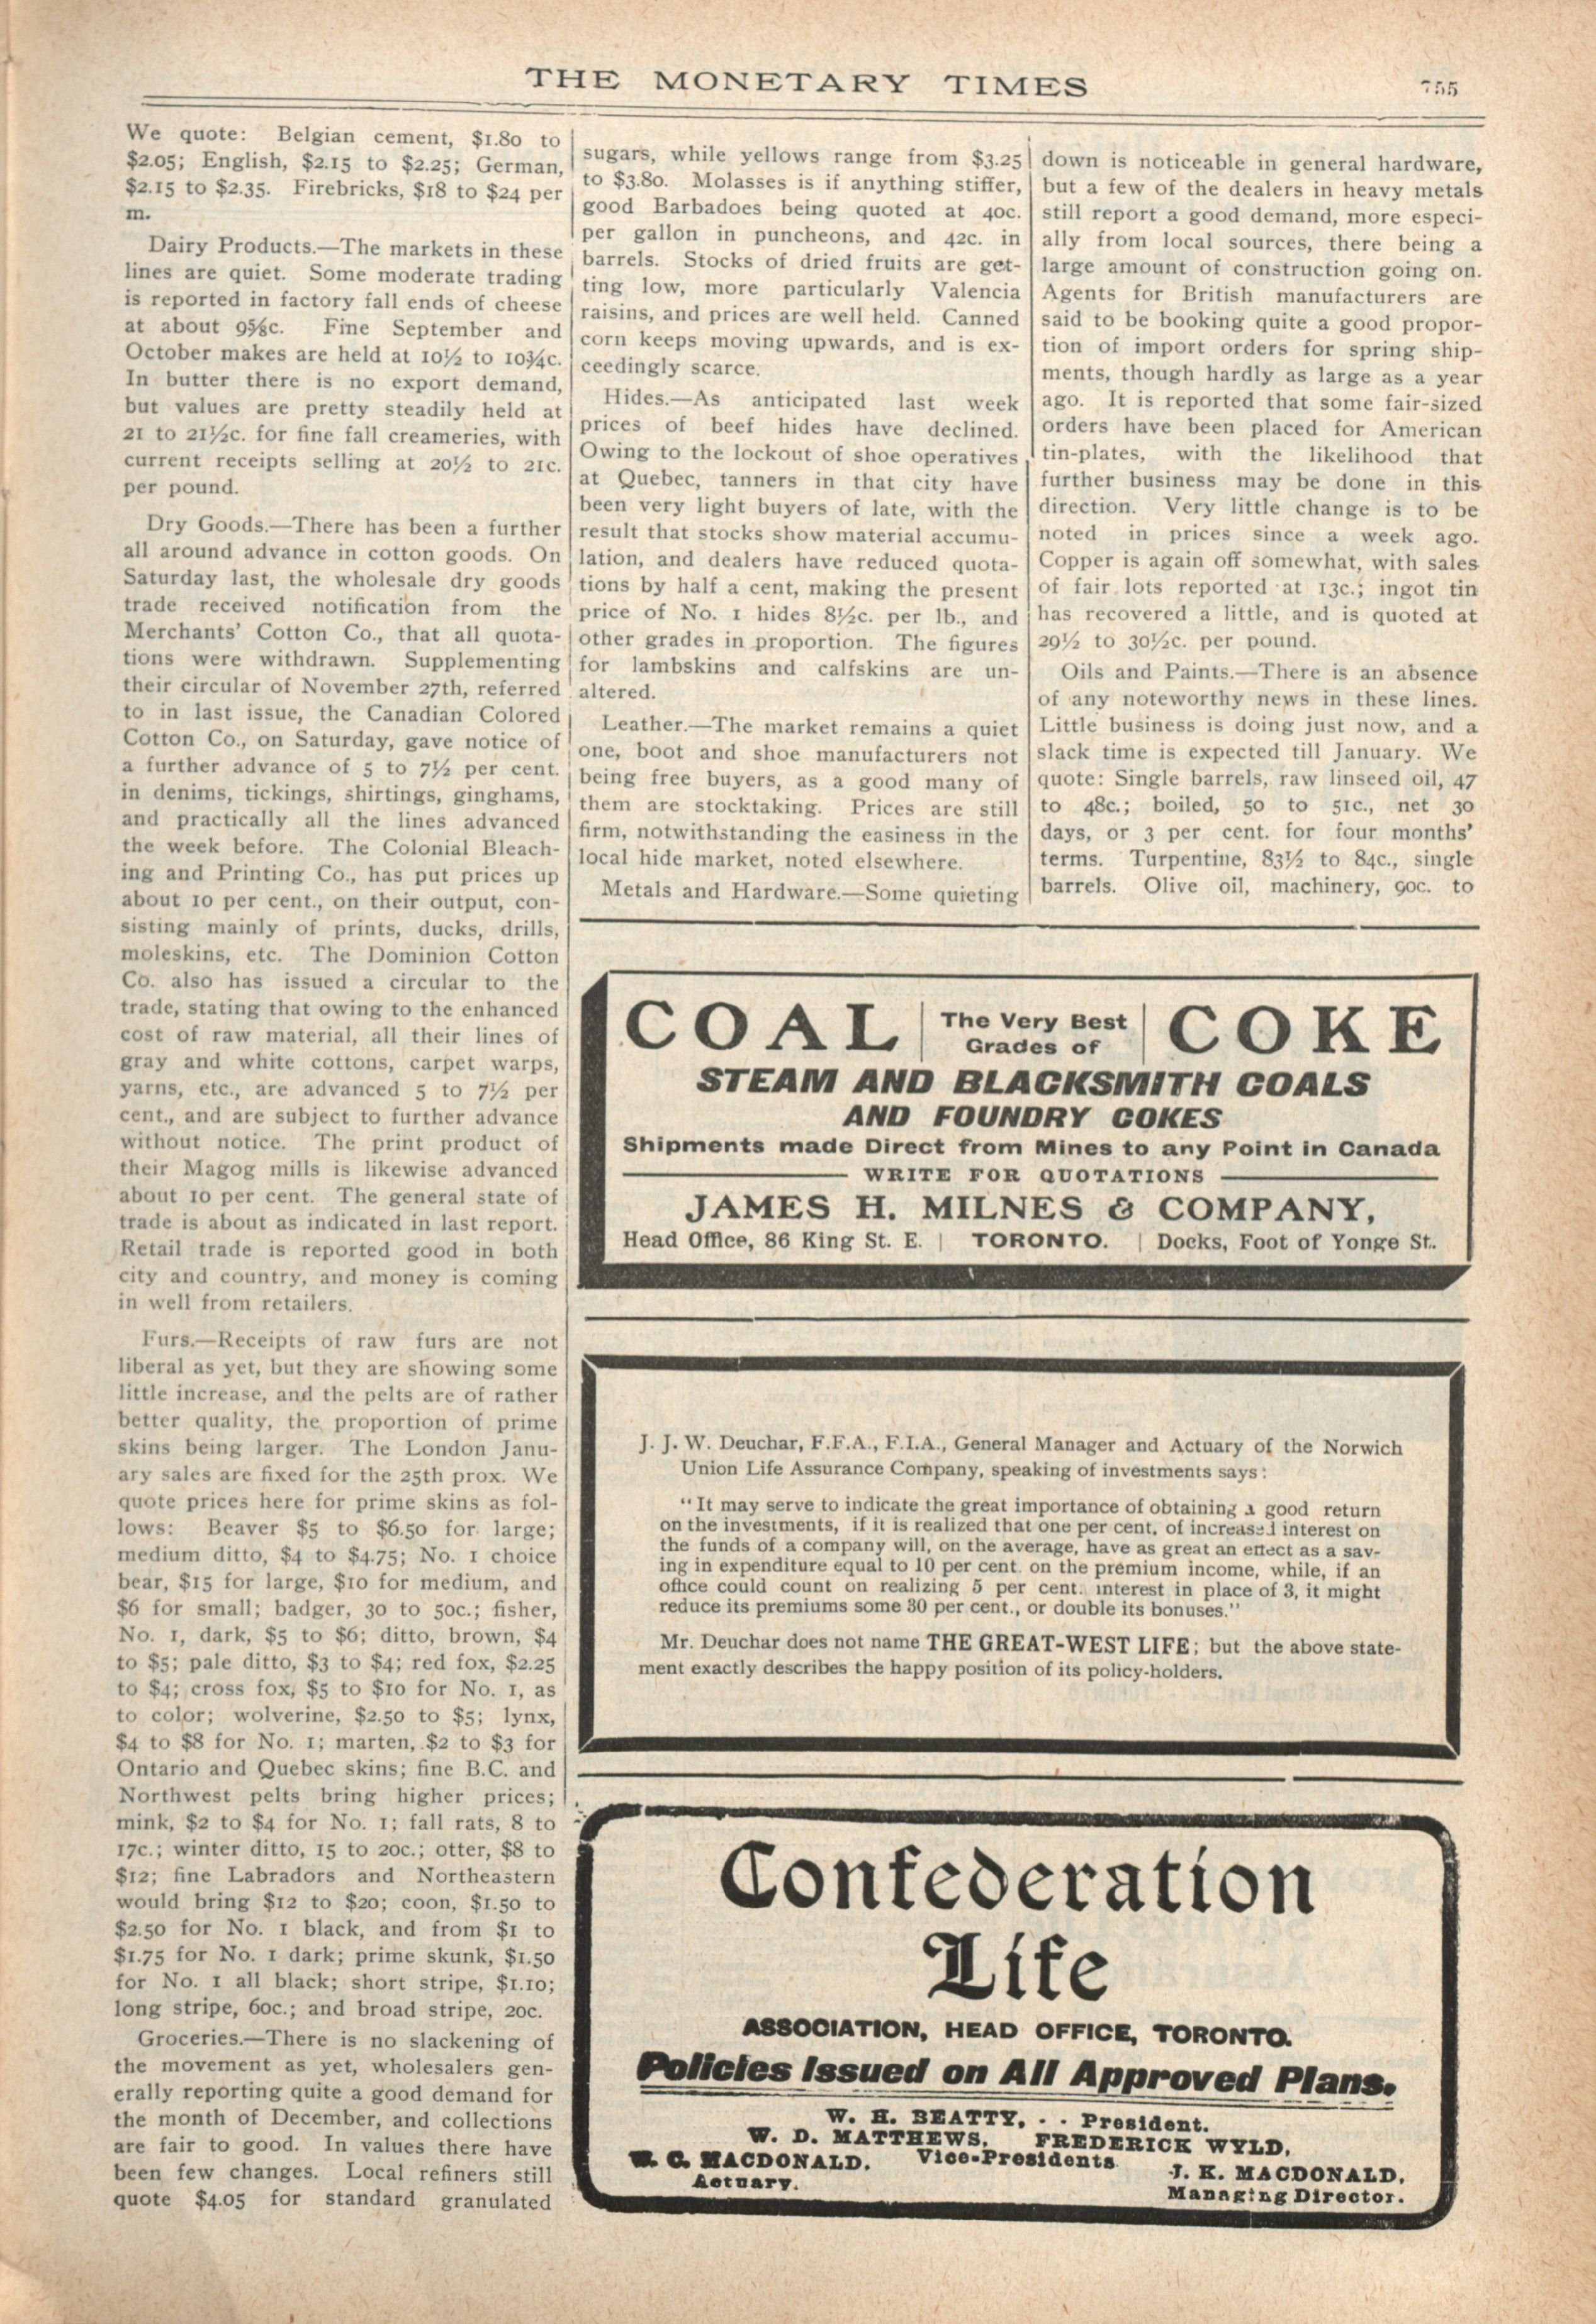 THE MONETARY TIMES
755
We quote: Belgian cement, $1.80 to
$2.05; English, $2.15 to $2.25; German,
$2.15 to $2.35. Firebricks, $18 to $24 per
m.
Dairy Products.—The markets in these
lines are quiet. Some moderate trading
is reported in factory fall ends of cheese
at about 9⅝c. Fine September and
October makes are held at 10½ to 10¾c.
In butter there is no export demand,
but values are pretty steadily held at
21 to 21½c. for fine fall creameries, with
current receipts selling at 20½ to 21c.
per pound.
Dry Goods.—There has been a further
all around advance in cotton goods. On
Saturday last, the wholesale dry goods
trade received notification from the
Merchants' Cotton Co., that all quota-
tions were withdrawn. Supplementing
their circular of November 27th, referred
to in last issue, the Canadian Colored
Cotton Co., on Saturday, gave notice of
a further advance of 5 to 7½ per cent.
in denims, tickings, shirtings, ginghams,
and practically all the lines advanced
the week before. The Colonial Bleach-
ing and Printing Co., has put prices up
about 10 per cent., on their output, con-
sisting mainly of prints, ducks, drills,
moleskins, etc. The Dominion Cotton
Co. also has issued a circular to the
trade, stating that owing to the enhanced
cost of raw material, all their lines of
gray and white cottons, carpet warps,
yarns, etc., are advanced 5 to 7½ per
cent., and are subject to further advance
without notice. The print product of
their Magog mills is likewise advanced
about 10 per cent. The general state of
trade is about as indicated in last report.
Retail trade is reported good in both
city and country, and money is coming
in well from retailers.
Furs.—Receipts of raw furs are not
liberal as yet, but they are showing some
little increase, and the pelts are of rather
better quality, the proportion of prime
skins being larger. The London Janu-
ary sales are fixed for the 25th prox. We
quote prices here for prime skins as fol-
lows: Beaver $5 to $6.50 for large;
medium ditto, $4 to $4.75; No. 1 choice
bear, $15 for large, $10 for medium, and
$6 for small; badger, 30 to 50c.; fisher,
No. 1, dark, $5 to $6; ditto, brown, $4
to $5; pale ditto, $3 to $4; red fox, $2.25
to $4; cross fox, $5 to $10 for No. 1, as
to color; wolverine, $2.50 to $5; lynx,
$4 to $8 for No. 1; marten, $2 to $3 for
Ontario and Quebec skins; fine B.C. and
Northwest pelts bring higher prices;
mink, $2 to $4 for No. 1; fall rats, 8 to
17c.; winter ditto, 15 to 20c.; otter, $8 to
$12; fine Labradors and Northeastern
would bring $12 to $20; coon, $1.50 to
$2.50 for No. 1 black, and from $1 to
$1.75 for No. 1 dark; prime skunk, $1.50
for No. 1 all black; short stripe, $1.10;
long stripe, 60c.; and broad stripe, 20c.
Groceries.—There is no slackening of
the movement as yet, wholesalers gen-
erally reporting quite a good demand for
the month of December, and collections
are fair to good. In values there have
been few changes. Local refiners still
quote $4.05 for standard granulated
sugars, while yellows range from $3.25
to $3.80. Molasses is if anything stiffer,
good Barbadoes being quoted at 40c.
per gallon in puncheons, and 42c. in
barrels. Stocks of dried fruits are get-
ting low, more particularly Valencia
raisins, and prices are well held. Canned
corn keeps moving upwards, and is ex-
ceedingly scarce.
Hides.—As anticipated last week
prices of beef hides have declined.
Owing to the lockout of shoe operatives
at Quebec, tanners in that city have
been very light buyers of late, with the
result that stocks show material accumu-
lation, and dealers have reduced quota-
tions by half a cent, making the present
price of No. 1 hides 8½c. per lb., and
other grades in proportion. The figures
for lambskins and calfskins are un-
altered.
Leather.—The market remains a quiet
one, boot and shoe manufacturers not
being free buyers, as a good many of
them are stocktaking. Prices are still
firm, notwithstanding the easiness in the
local hide market, noted elsewhere.
Metals and Hardware.—Some quieting
down is noticeable in general hardware,
but a few of the dealers in heavy metals
still report a good demand, more especi-
ally from local sources, there being a
large amount of construction going on.
Agents for British manufacturers are
said to be booking quite a good propor-
tion of import orders for spring ship-
ments, though hardly as large as a year
ago. It is reported that some fair-sized
orders have been placed for American
tin-plates, with the likelihood that
further business may be done in this
direction. Very little change is to be
noted in prices since a week ago.
Copper is again off somewhat, with sales
of fair lots reported at 13c.; ingot tin
has recovered a little, and is quoted at
29½ to 30½c. per pound.
Oils and Paints.—There is an absence
of any noteworthy news in these lines.
Little business is doing just now, and a
slack time is expected till January. We
quote: Single barrels, raw linseed oil, 47
to 48c.; boiled, 50 to 51c., net 30
days, or 3 per cent. for four months'
terms. Turpentine, 83½ to 84c., single
barrels. Olive oil, machinery, 90c. to
COAL | The Very Best Grades of | COKE
STEAM AND BLACKSMITH COALS
AND FOUNDRY COKES
Shipments made Direct from Mines to any Point in Canada
WRITE FOR QUOTATIONS
JAMES H. MILNES & COMPANY,
Head Office, 86 King St. E. | TORONTO. | Docks, Foot of Yonge St.
J. J. W. Deuchar, F.F.A., F.I.A., General Manager and Actuary of the Norwich
Union Life Assurance Company, speaking of investments says:
"It may serve to indicate the great importance of obtaining a good return
on the investments, if it is realized that one per cent. of increased interest on
the funds of a company will, on the average, have as great an effect as a sav-
ing in expenditure equal to 10 per cent. on the premium income, while, if an
office could count on realizing 5 per cent. interest in place of 3, it might
reduce its premiums some 30 per cent., or double its bonuses."
Mr. Deuchar does not name THE GREAT-WEST LIFE; but the above state-
ment exactly describes the happy position of its policy-holders.
Confederation
Life
ASSOCIATION, HEAD OFFICE, TORONTO.
Policies Issued on All Approved Plans.
W. H. BEATTY, - - President.
W. D. MATTHEWS, FREDERICK WYLD,
Vice-Presidents
W. C. MACDONALD,
Actuary.
J. K. MACDONALD,
Managing Director.